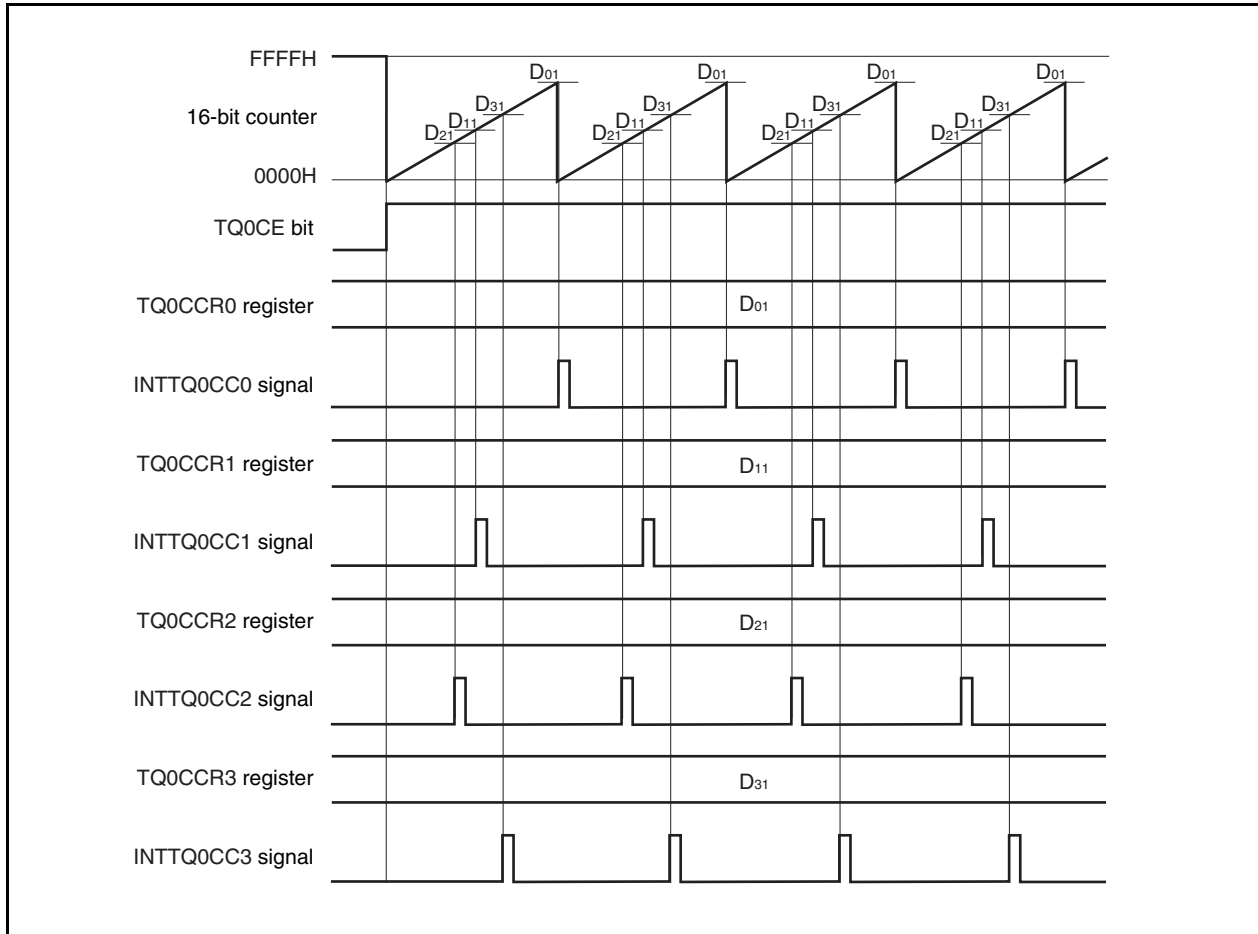 FFFFH
D01 D01 D01 D01
16-bit counter
D31 D31 D31 D31
D11 D11 D11 D11
D21 D21 D21 D21
0000H
TQ0CE bit
TQ0CCR0 register
D01
INTTQ0CC0 signal
TQ0CCR1 register
D11
INTTQ0CC1 signal
TQ0CCR2 register
D21
INTTQ0CC2 signal
TQ0CCR3 register
D31
INTTQ0CC3 signal